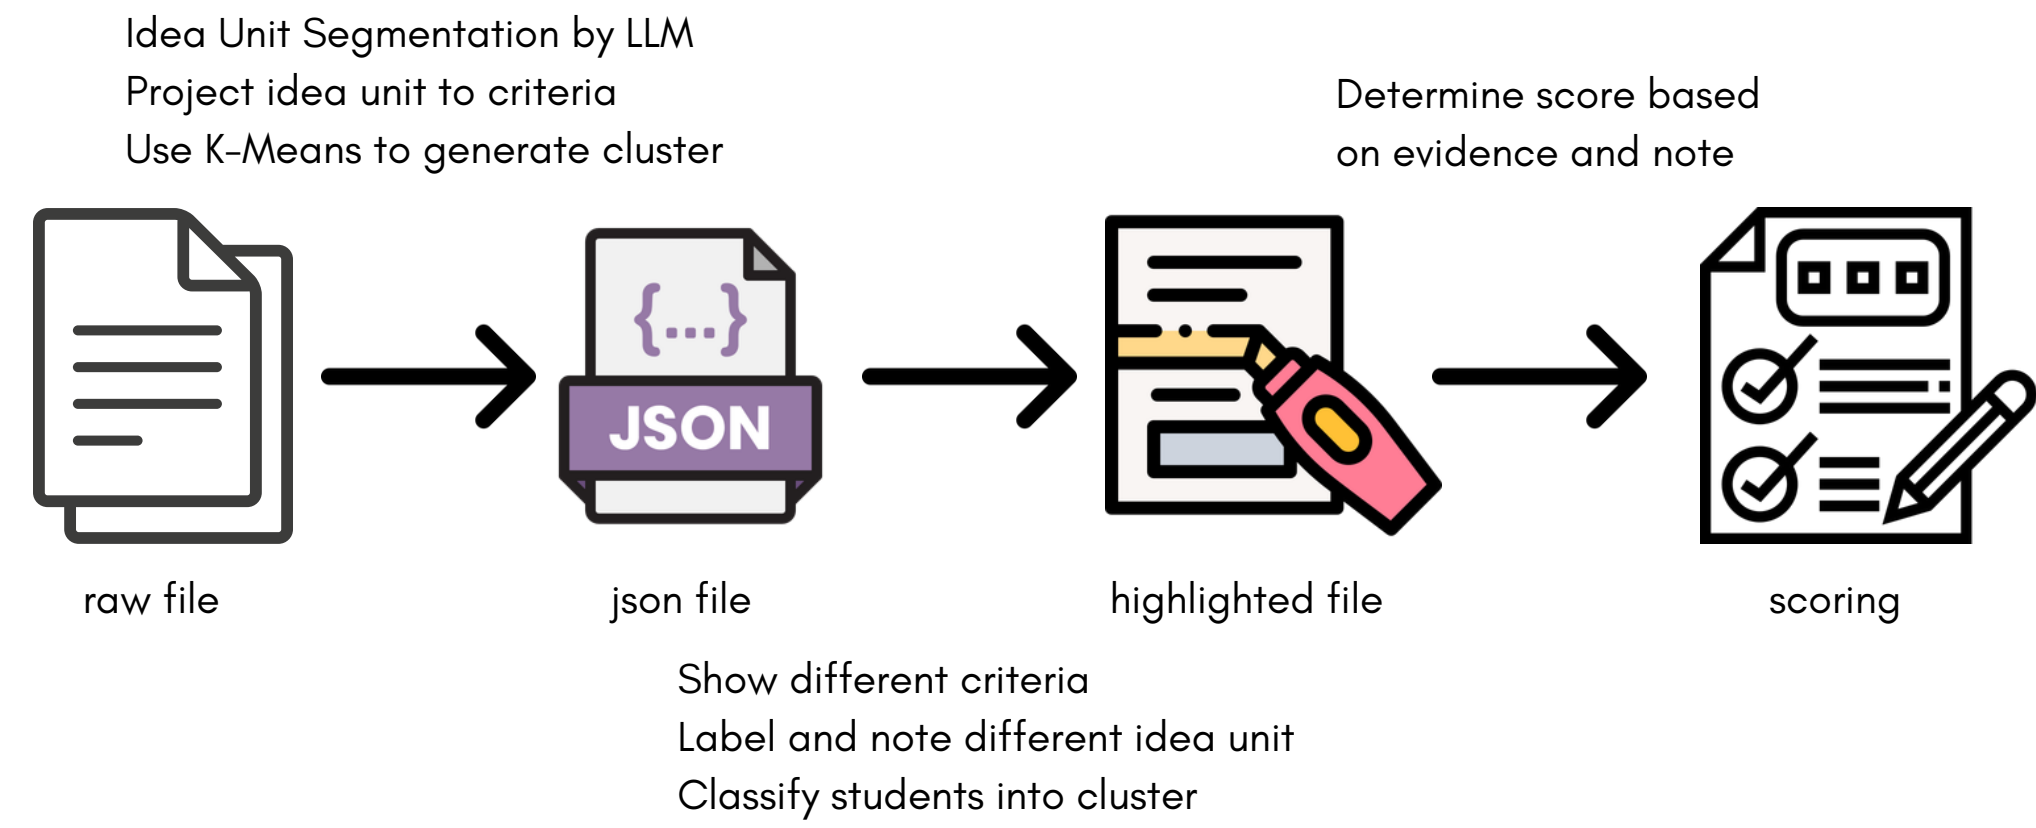 Idea Unit Segmentation by LLM
Project idea unit to criteria
Use K-Means to generate cluster
Determine score based
on evidence and note
{...}
JSON
raw file
json file
highlighted file
scoring
Show different criteria
Label and note different idea unit
Classify students into cluster